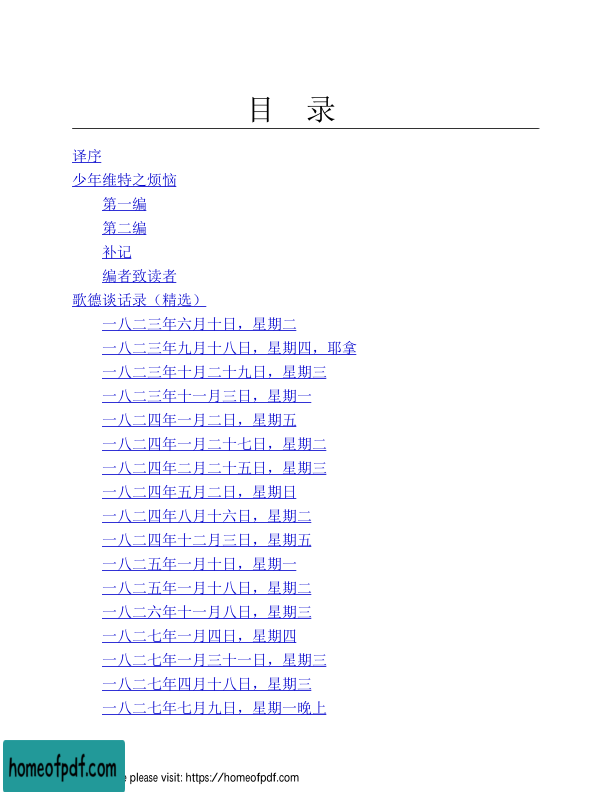 目 录
译序
少年维特之烦恼
第一编
第二编
补记
编者致读者
歌德谈话录（精选）
一八二三年六月十日，星期二
一八二三年九月十八日，星期四，耶拿
一八二三年十月二十九日，星期三
一八二三年十一月三日，星期一
一八二四年一月二日，星期五
一八二四年一月二十七日，星期二
一八二四年二月二十五日，星期三
一八二四年五月二日，星期日
一八二四年八月十六日，星期二
一八二四年十二月三日，星期五
一八二五年一月十日，星期一
一八二五年一月十八日，星期二
一八二六年十一月八日，星期三
一八二七年一月四日，星期四
一八二七年一月三十一日，星期三
一八二七年四月十八日，星期三
一八二七年七月九日，星期一晚上
homeofpdf.com
please visit: https://homeofpdf.com